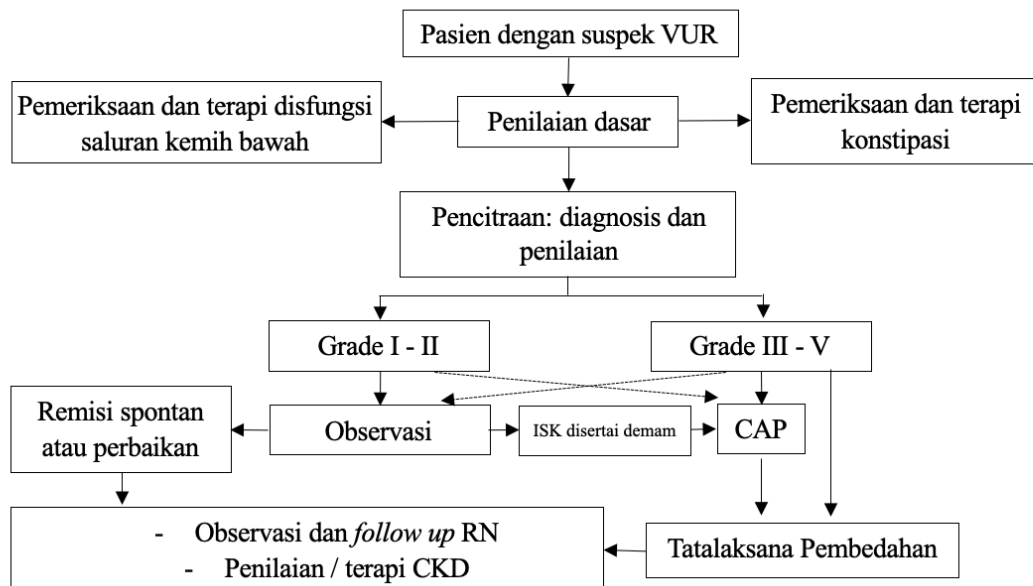 Pasien dengan suspek VUR
Pemeriksaan dan terapi disfungsi
saluran kemih bawah
Penilaian dasar
Pemeriksaan dan terapi
konstipasi
Pencitraan: diagnosis dan
penilaian
Grade I - II
Grade III - V
Remisi spontan
atau perbaikan
Observasi
ISK disertai demam
CAP
- Observasi dan follow up RN
- Penilaian / terapi CKD
Tatalaksana Pembedahan